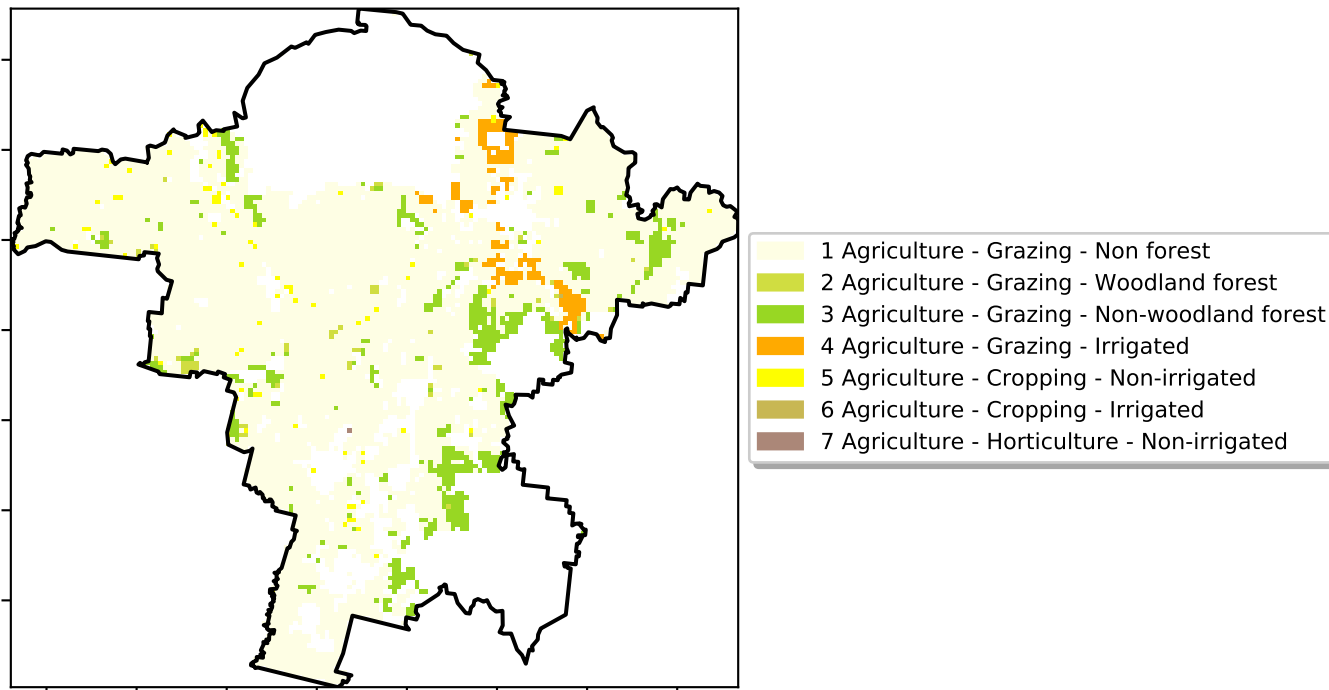 1 Agriculture - Grazing - Non forest
2 Agriculture - Grazing - Woodland forest
3 Agriculture - Grazing - Non-woodland forest
4 Agriculture - Grazing - Irrigated
5 Agriculture - Cropping - Non-irrigated
6 Agriculture - Cropping - Irrigated
7 Agriculture - Horticulture - Non-irrigated